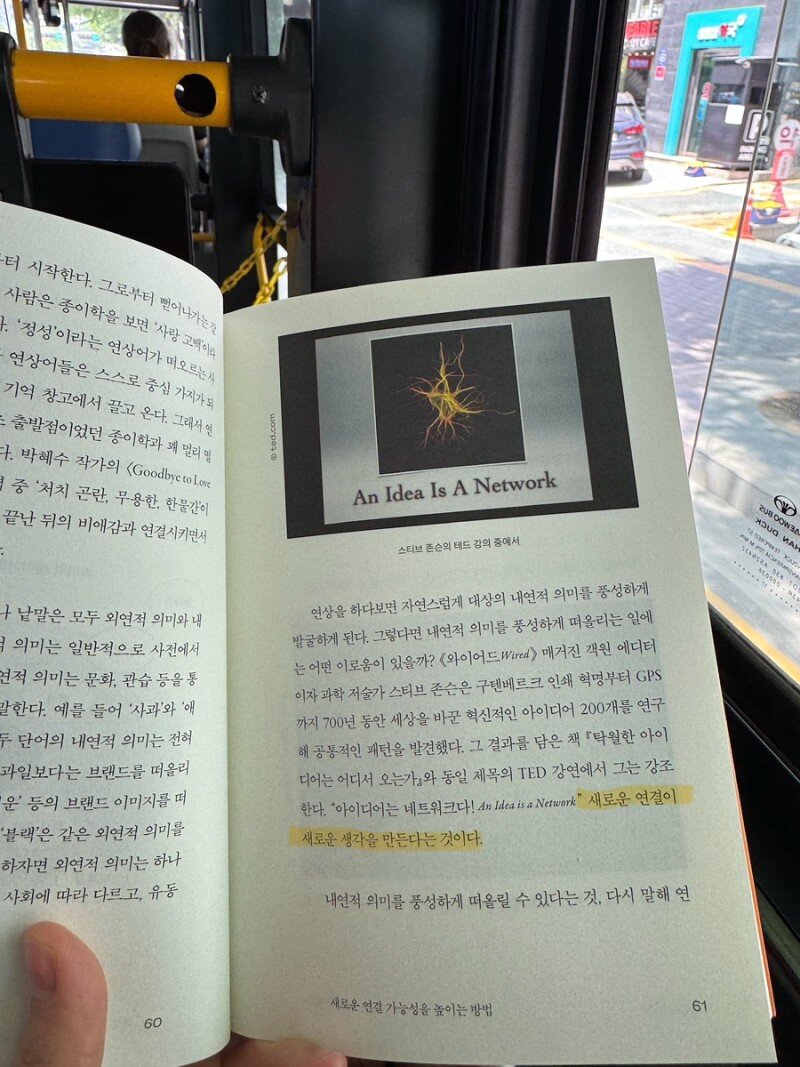 터 시작한다. 그로부터 뻗어나가는 갈
사람은 종이학을 보면 '사랑 고백'이라
'정성'이라는 연상어가 떠오르는 사
연상어들은 스스로 중심 가지가 되
기억 창고에서 끌고 온다. 그래서 연
출발점이었던 종이학과 꽤 멀리 떨
다. 박혜수 작가의 〈Goodbye to Love
중 '처치 곤란, 무용한, 한물간'이
끝난 뒤의 비애감과 연결시키면서
낱말은 모두 외연적 의미와 내
의미는 일반적으로 사전에서
연적 의미는 문화, 관습 등을 통
말한다. 예를 들어 '사과'와 '애
두 단어의 내연적 의미는 전혀
과일보다는 브랜드를 떠올리
등의 브랜드 이미지를 떠
'블랙'은 같은 외연적 의미를
하자면 외연적 의미는 하나
사회에 따라 다르고, 유동
60
© ted.com
An Idea Is A Network
스티브 존슨의 테드 강의 중에서
연상을 하다보면 자연스럽게 대상의 내연적 의미를 풍성하게
발굴하게 된다. 그렇다면 내연적 의미를 풍성하게 떠올리는 일에
는 어떤 이로움이 있을까? 《와이어드Wired》 매거진 객원 에디터
이자 과학 저술가 스티브 존슨은 구텐베르크 인쇄 혁명부터 GPS
까지 700년 동안 세상을 바꾼 혁신적인 아이디어 200개를 연구
해 공통적인 패턴을 발견했다. 그 결과를 담은 책 『탁월한 아이
디어는 어디서 오는가』와 동일 제목의 TED 강연에서 그는 강조
한다. "아이디어는 네트워크다! An Idea is a Network" 새로운 연결이
새로운 생각을 만든다는 것이다.
내연적 의미를 풍성하게 떠올릴 수 있다는 것, 다시 말해 연
새로운 연결 가능성을 높이는 방법
61
DAEWOO BUS